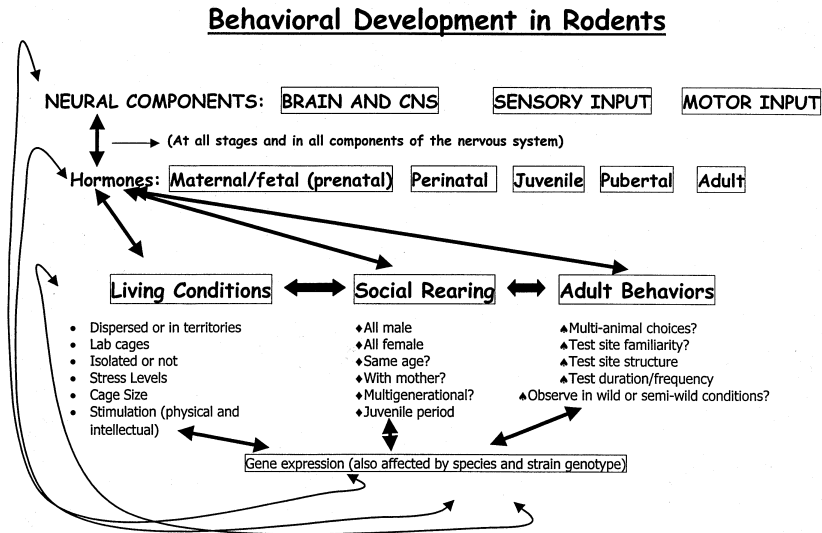 Behavioral Development in Rodents
NEURAL COMPONENTS: BRAIN AND CNS SENSORY INPUT MOTOR INPUT
(At all stages and in all components of the nervous system)
Hormones: Maternal/fetal (prenatal) Perinatal Juvenile Pubertal Adult
Living Conditions Social Rearing Adult Behaviors
• Dispersed or in territories
• Lab cages
• Isolated or not
• Stress Levels
• Cage Size
• Stimulation (physical and
intellectual)
♦All male
♦All female
♦Same age?
♦With mother?
♦Multigenerational?
♦Juvenile period
♠Multi-animal choices?
♠Test site familiarity?
♠Test site structure
♠Test duration/frequency
♠Observe in wild or semi-wild conditions?
Gene expression (also affected by species and strain genotype)